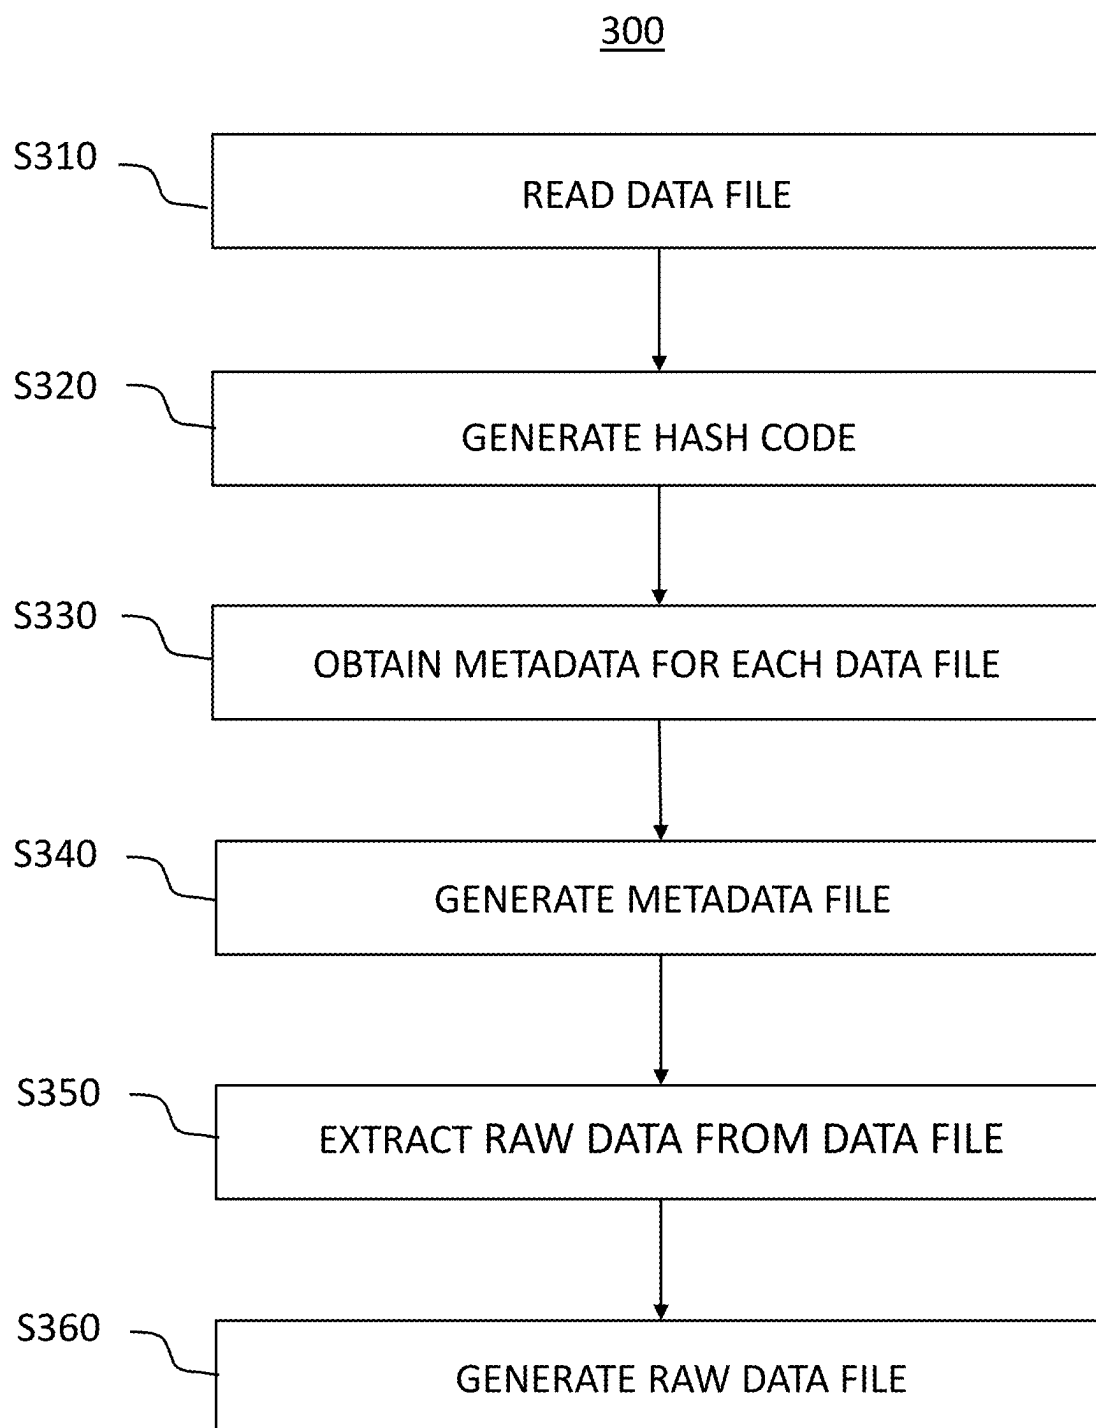 300
S310
READ DATA FILE
S320
GENERATE HASH CODE
S330
OBTAIN METADATA FOR EACH DATA FILE
S340
GENERATE METADATA FILE
S350
EXTRACT RAW DATA FROM DATA FILE
S360
GENERATE RAW DATA FILE